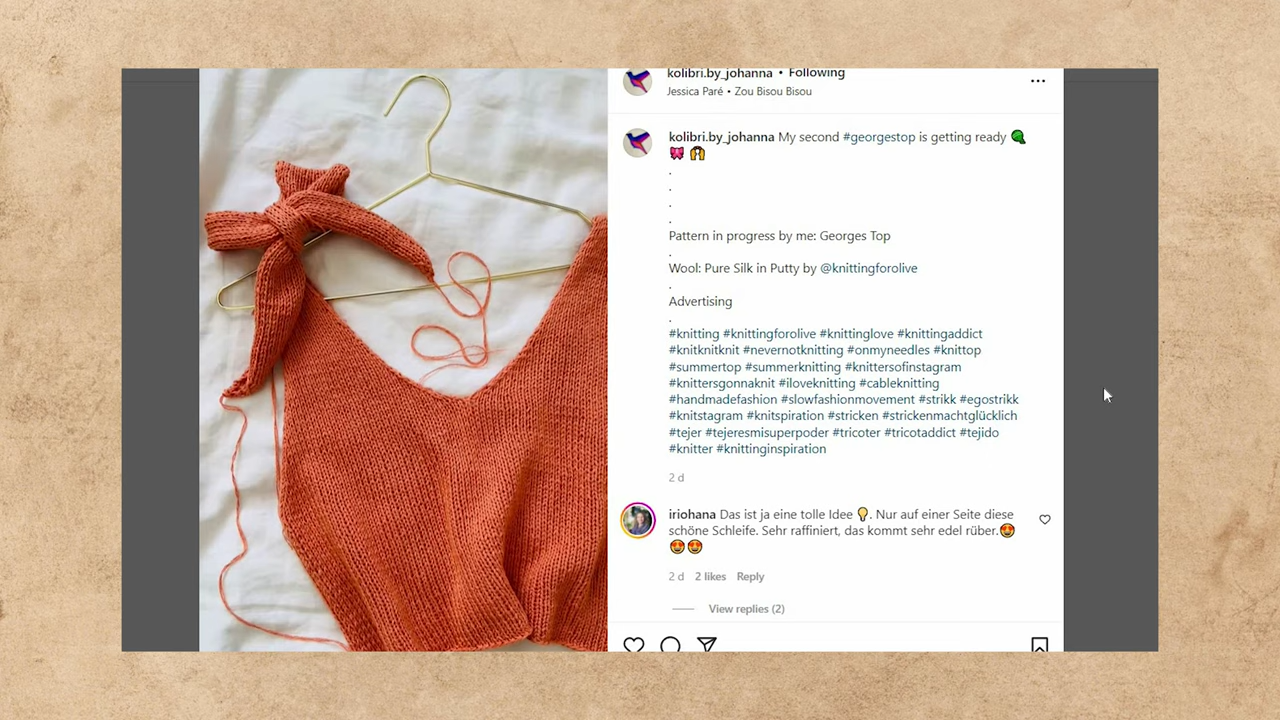 kolibri.by_johanna • Following
Jessica Paré • Zou Bisou Bisou
kolibri.by_johanna My second #georgestop is getting ready
.
.
.
.
Pattern in progress by me: Georges Top
.
Wool: Pure Silk in Putty by @knittingforolive
.
Advertising
.
#knitting #knittingforolive #knittinglove #knittingaddict
#knitknitknit #nevernotknitting #onmyneedles #knittop
#summertop #summerknitting #knittersofinstagram
#knittersgonnaknit #iloveknitting #cableknitting
#handmadefashion #slowfashionmovement #strikk #egostrikk
#knitstagram #knitspiration #stricken #strickenmachtglücklich
#tejer #tejeresmisuperpoder #tricoter #tricotaddict #tejido
#knitter #knittinginspiration
2 d
iriohana Das ist ja eine tolle Idee 💡. Nur auf einer Seite diese
schöne Schleife. Sehr raffiniert, das kommt sehr edel rüber.😍
😍😍
2 d 2 likes Reply
View replies (2)